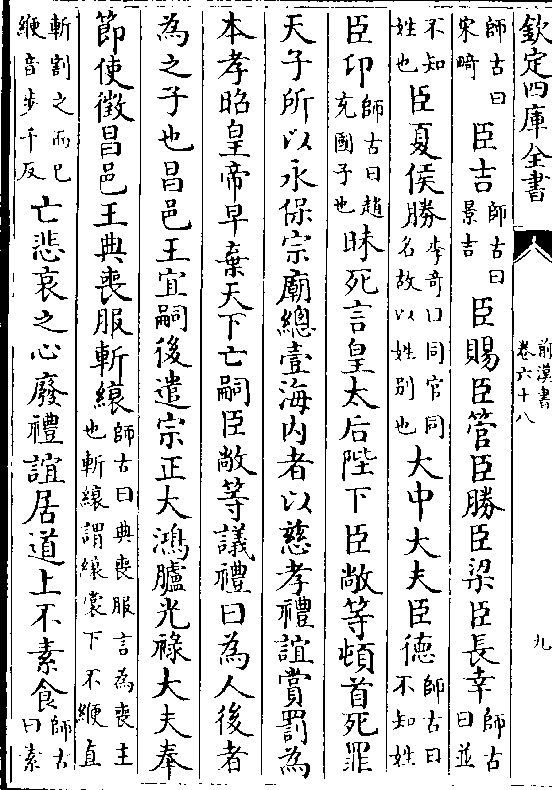 欽定四庫全書
前漢書
卷六十八
九
師古曰
宋畸
臣吉
師古曰
景吉
臣賜臣管臣勝臣梁臣長幸
師古
曰並
不知
姓也
臣夏侯勝
李奇曰同官同
名故以姓別也
大中大夫臣德
師古曰
不知姓
臣卬
師古曰趙
充國子也
昧死言皇太后陛下臣敞等頓首死罪
天子所以永保宗廟總壹海内者以慈孝禮誼賞罰為
本孝昭皇帝早棄天下亡嗣臣敞等議禮曰為人後者
為之子也昌邑王宜嗣後遣宗正大鴻臚光祿大夫奉
節使徵昌邑王典喪服斬縗
師古曰典喪服言為喪主
也斬縗謂縗裳下不緶直
斬割之而已
緶音步千反
亡悲哀之心廢禮誼居道上不素食
師古
曰素